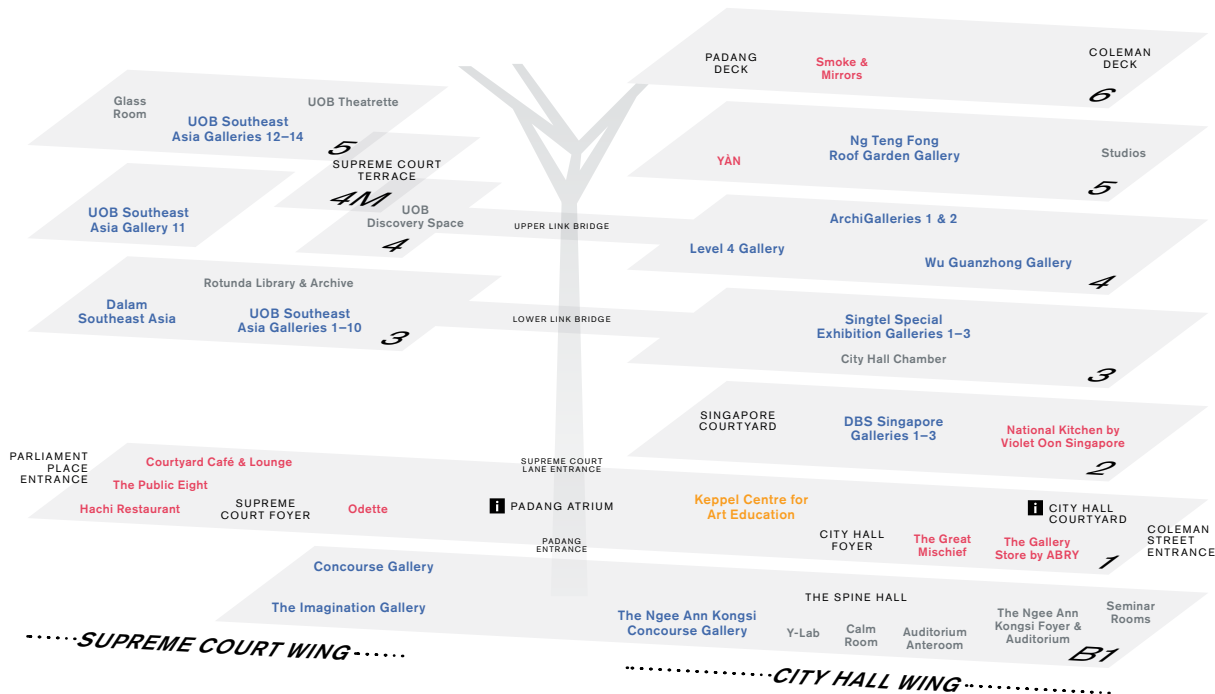 PADANG
DECK
Smoke &
Mirrors
COLEMAN
DECK
6
Glass
Room
UOB Theatrette
UOB Southeast
Asia Galleries 12–14
5
YÀN
Ng Teng Fong
Roof Garden Gallery
Studios
5
SUPREME COURT
TERRACE
4M
UOB Southeast
Asia Gallery 11
UOB
Discovery Space
4
UPPER LINK BRIDGE
ArchiGalleries 1 & 2
Level 4 Gallery
Wu Guanzhong Gallery
4
Rotunda Library & Archive
Dalam
Southeast Asia
UOB Southeast
Asia Galleries 1–10
3
LOWER LINK BRIDGE
Singtel Special
Exhibition Galleries 1–3
City Hall Chamber
3
SINGAPORE
COURTYARD
DBS Singapore
Galleries 1–3
National Kitchen by
Violet Oon Singapore
2
PARLIAMENT
PLACE
ENTRANCE
Courtyard Café & Lounge
The Public Eight
Hachi Restaurant
SUPREME
COURT FOYER
Odette
SUPREME COURT
LANE ENTRANCE
i PADANG ATRIUM
PADANG
ENTRANCE
Keppel Centre for
Art Education
CITY HALL
FOYER
The Great
Mischief
i CITY HALL
COURTYARD
The Gallery
Store by ABRY
COLEMAN
STREET
ENTRANCE
1
Concourse Gallery
The Imagination Gallery
The Ngee Ann Kongsi
Concourse Gallery
THE SPINE HALL
Y-Lab
Calm
Room
Auditorium
Anteroom
The Ngee Ann
Kongsi Foyer &
Auditorium
Seminar
Rooms
B1
SUPREME COURT WING
CITY HALL WING